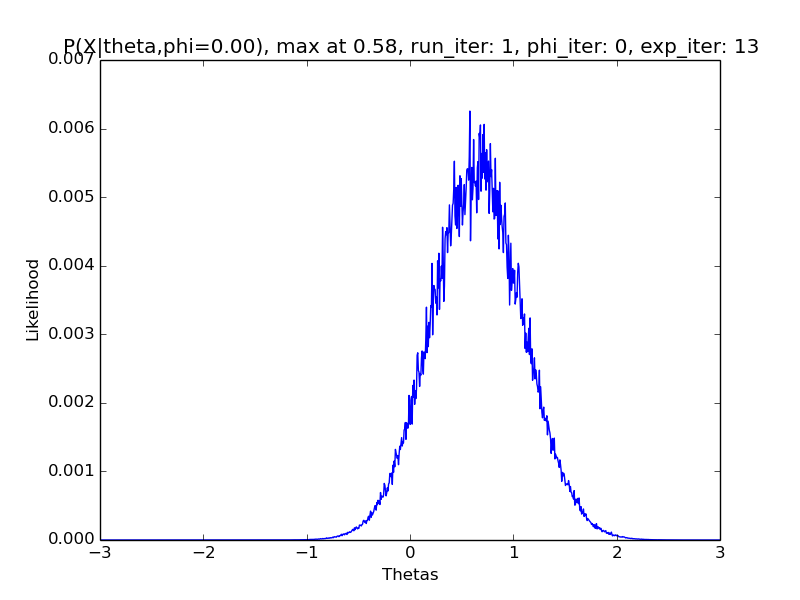 P(X|theta,phi=0.00), max at 0.58, run_iter: 1, phi_iter: 0, exp_iter: 13
0.007
0.006
0.005
0.004
0.003
0.002
0.001
0.000
Likelihood
−3 −2 −1 0 1 2 3
Thetas